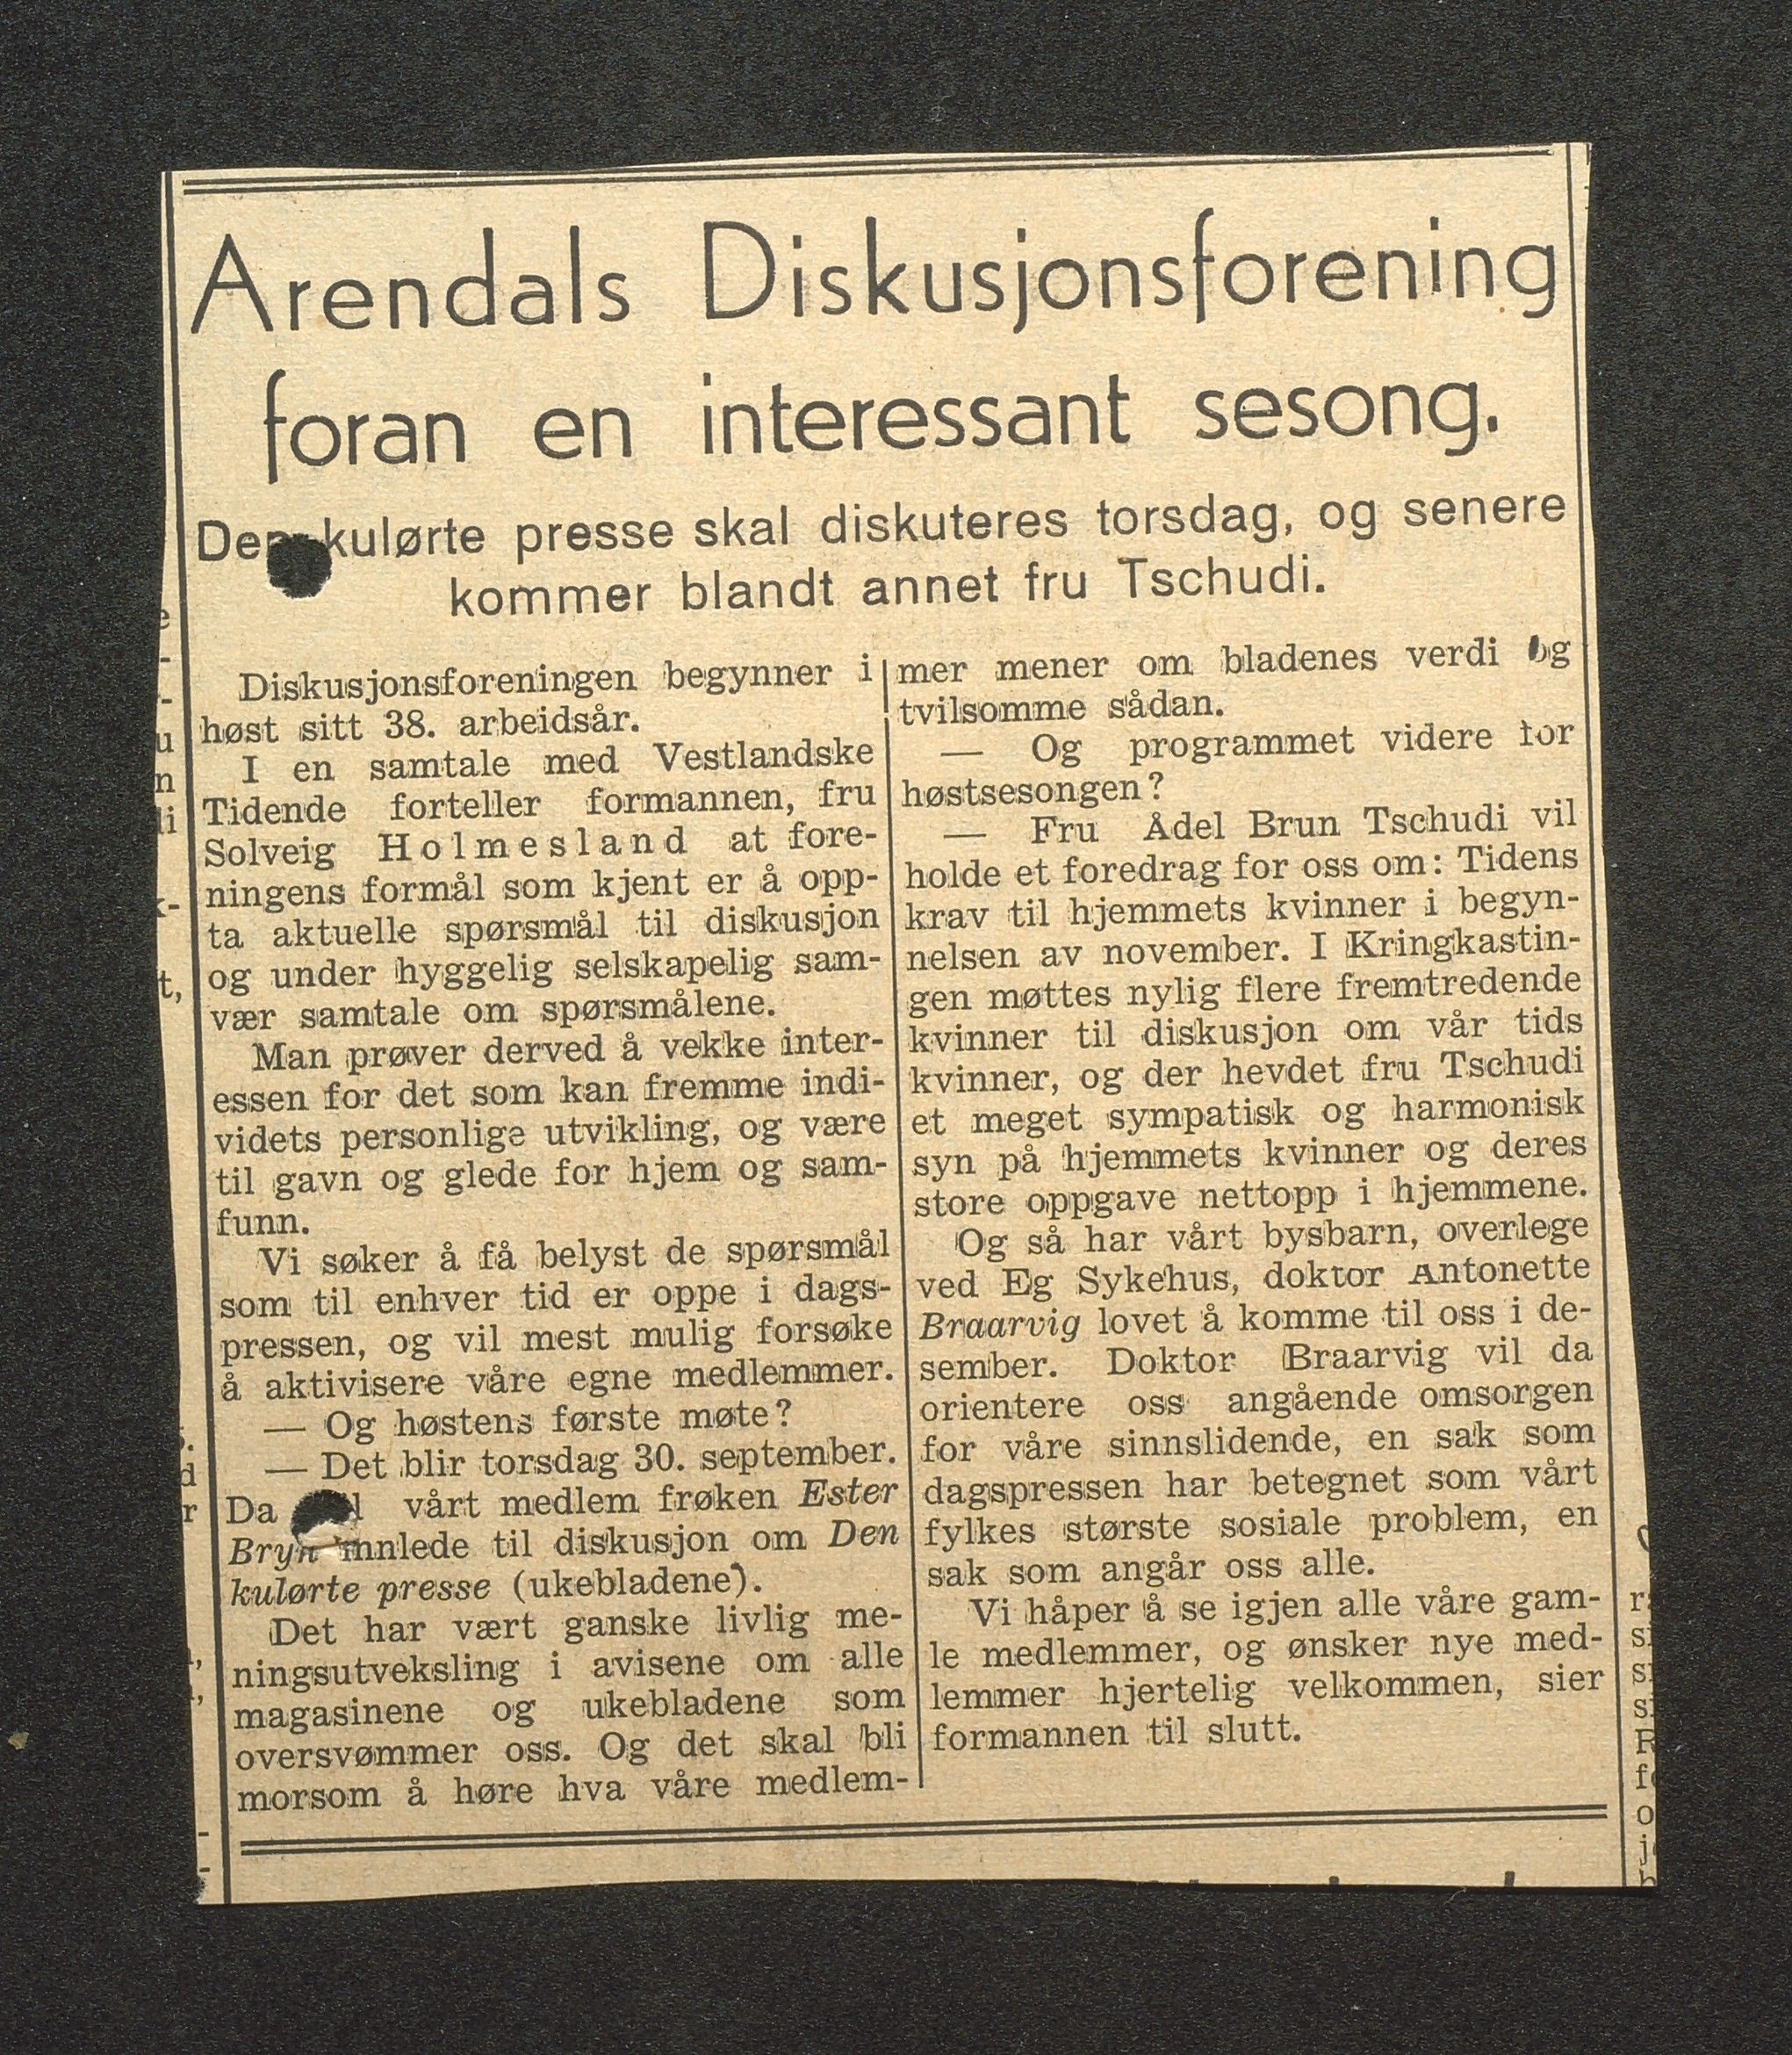 Arendals Diskusjonsforening
foran en interessant sesong.
Den kulørte presse skal diskuteres torsdag, og senere
kommer blandt annet fru Tschudi.
Diskusjonsforeningen begynner i
høst sitt 38. arbeidsår.
I en samtale med Vestlandske
Tidende forteller formannen, fru
Solveig Holmesland at fore-
ningens formål som kjent er å opp-
ta aktuelle spørsmål til diskusjon
og under hyggelig selskapelig sam-
vær samtale om spørsmålene.
Man prøver derved å vekke inter-
essen for det som kan fremme indi-
videts personlige utvikling, og være
til gavn og glede for hjem og sam-
funn.
Vi søker å få belyst de spørsmål
som til enhver tid er oppe i dags-
pressen, og vil mest mulig forsøke
å aktivisere våre egne medlemmer.
— Og høstens første møte?
— Det blir torsdag 30. september.
Da vårt medlem frøken Ester
Bryn innlede til diskusjon om Den
kulørte presse (ukebladene).
Det har vært ganske livlig me-
ningsutveksling i avisene om alle
magasinene og ukebladene som
oversvømmer oss. Og det skal bli
morsom å høre hva våre medlem-
mer mener om bladenes verdi og
tvilsomme sådan.
— Og programmet videre for
høstsesongen?
— Fru Ådel Brun Tschudi vil
holde et foredrag for oss om: Tidens
krav til hjemmets kvinner i begyn-
nelsen av november. I Kringkastin-
gen møttes nylig flere fremtredende
kvinner til diskusjon om vår tids
kvinner, og der hevdet fru Tschudi
et meget sympatisk og harmonisk
syn på hjemmets kvinner og deres
store oppgave nettopp i hjemmene.
Og så har vårt bysbarn, overlege
ved Eg Sykehus, doktor Antonette
Braarvig lovet å komme til oss i de-
sember. Doktor Braarvig vil da
orientere oss angående omsorgen
for våre sinnslidende, en sak som
dagspressen har betegnet som vårt
fylkes største sosiale problem, en
sak som angår oss alle.
Vi håper å se igjen alle våre gam-
le medlemmer, og ønsker nye med-
lemmer hjertelig velkommen, sier
formannen til slutt.